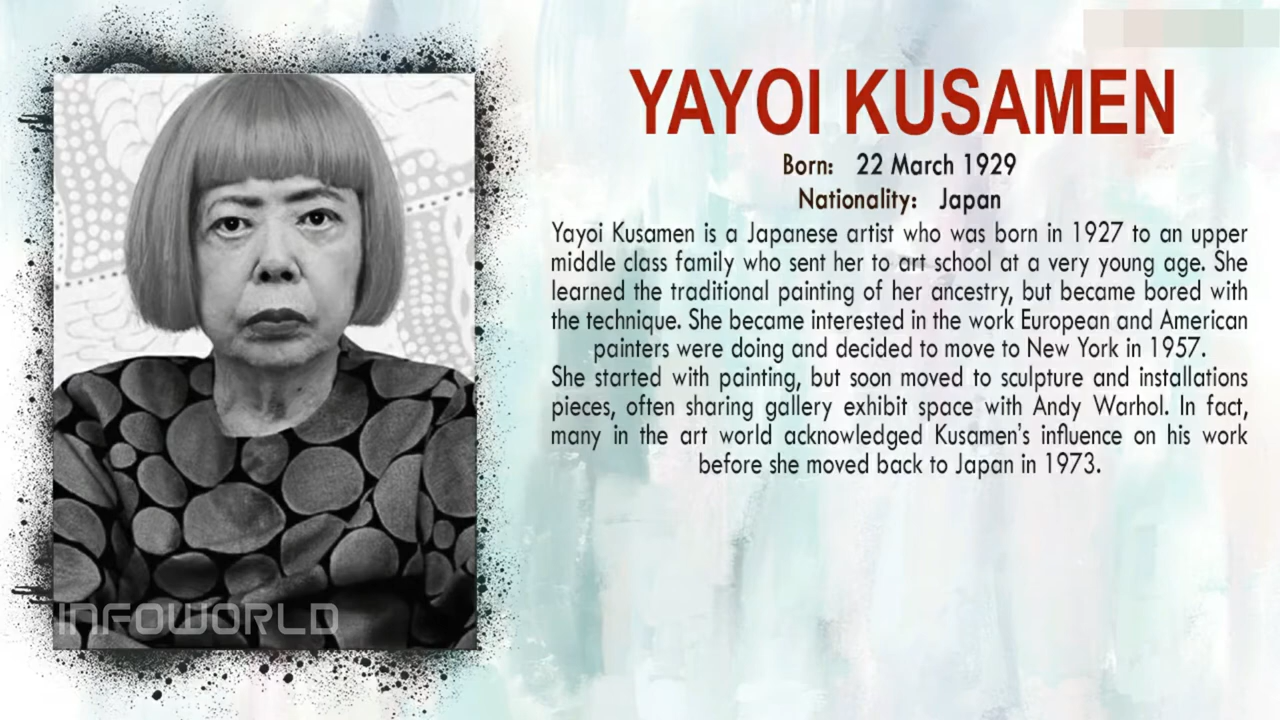 YAYOI KUSAMEN
Born: 22 March 1929
Nationality: Japan
Yayoi Kusamen is a Japanese artist who was born in 1927 to an upper
middle class family who sent her to art school at a very young age. She
learned the traditional painting of her ancestry, but became bored with
the technique. She became interested in the work European and American
painters were doing and decided to move to New York in 1957.
She started with painting, but soon moved to sculpture and installations
pieces, often sharing gallery exhibit space with Andy Warhol. In fact,
many in the art world acknowledged Kusamen's influence on his work
before she moved back to Japan in 1973.
INFOWORLD